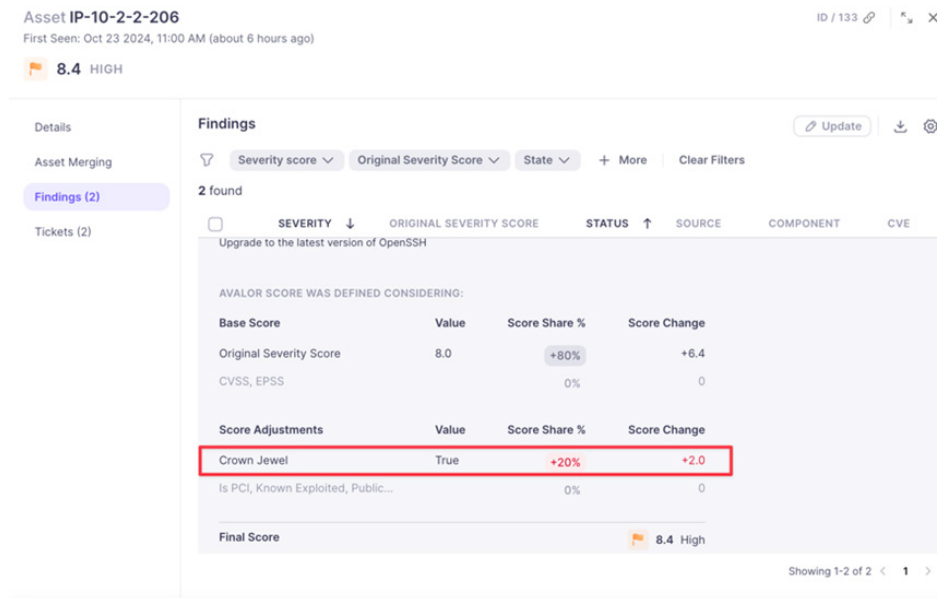 Asset IP-10-2-2-206
ID / 133
First Seen: Oct 23 2024, 11:00 AM (about 6 hours ago)
8.4 HIGH
Details
Asset Merging
Findings (2)
Tickets (2)
Findings
Update
Severity score
Original Severity Score
State
+ More
Clear Filters
2 found
SEVERITY ↓ ORIGINAL SEVERITY SCORE STATUS ↑ SOURCE COMPONENT CVE
Upgrade to the latest version of OpenSSH
AVALOR SCORE WAS DEFINED CONSIDERING:
Base Score Value Score Share % Score Change
Original Severity Score 8.0 +80% +6.4
CVSS, EPSS 0% 0
Score Adjustments Value Score Share % Score Change
Crown Jewel True +20% +2.0
Is PCI, Known Exploited, Public... 0% 0
Final Score 8.4 High
Showing 1-2 of 2 < 1 >